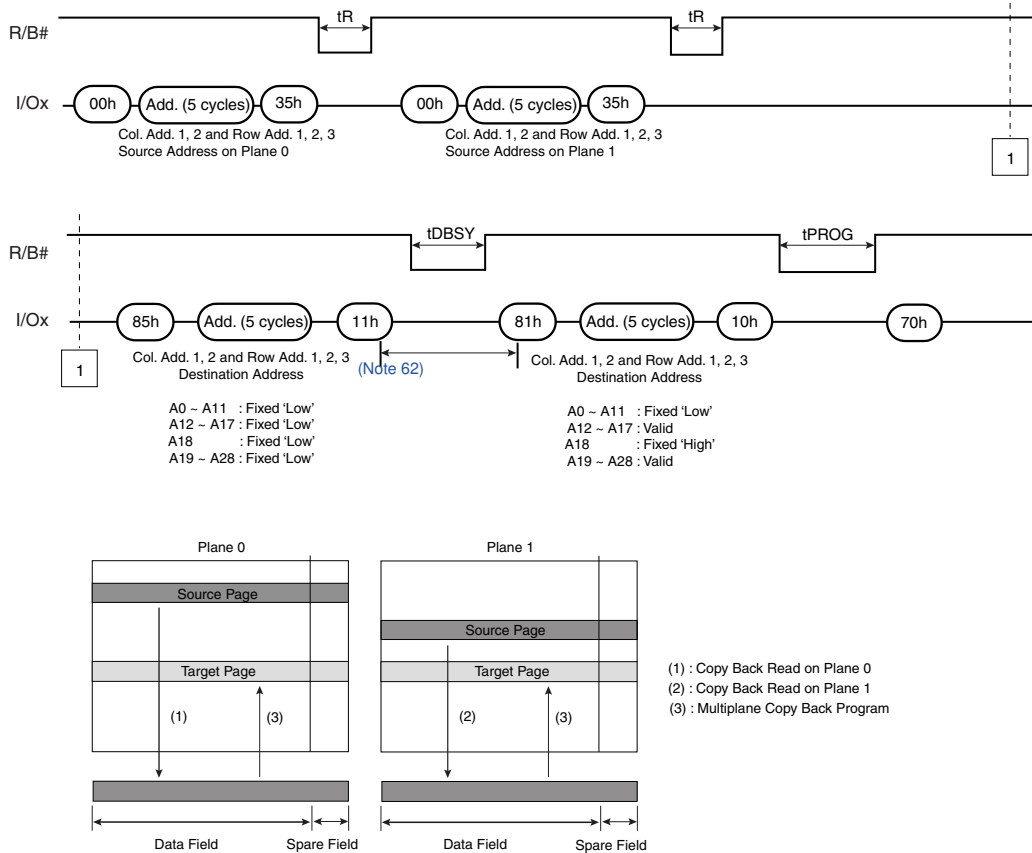 R/B#
tR
tR
1
I/Ox
00h
Add. (5 cycles)
35h
00h
Add. (5 cycles)
35h
Col. Add. 1, 2 and Row Add. 1, 2, 3
Source Address on Plane 0
Col. Add. 1, 2 and Row Add. 1, 2, 3
Source Address on Plane 1
R/B#
tDBSY
tPROG
I/Ox
85h
Add. (5 cycles)
11h
81h
Add. (5 cycles)
10h
70h
1
Col. Add. 1, 2 and Row Add. 1, 2, 3
Destination Address
(Note 62)
Col. Add. 1, 2 and Row Add. 1, 2, 3
Destination Address
A0 ~ A11 : Fixed ‘Low’
A12 ~ A17 : Fixed ‘Low’
A18 : Fixed ‘Low’
A19 ~ A28 : Fixed ‘Low’
A0 ~ A11 : Fixed ‘Low’
A12 ~ A17 : Valid
A18 : Fixed ‘High’
A19 ~ A28 : Valid
Plane 0
Source Page
Target Page
(1)
(3)
Data Field
Spare Field
Plane 1
Source Page
Target Page
(2)
(3)
Data Field
Spare Field
(1) : Copy Back Read on Plane 0
(2) : Copy Back Read on Plane 1
(3) : Multiplane Copy Back Program